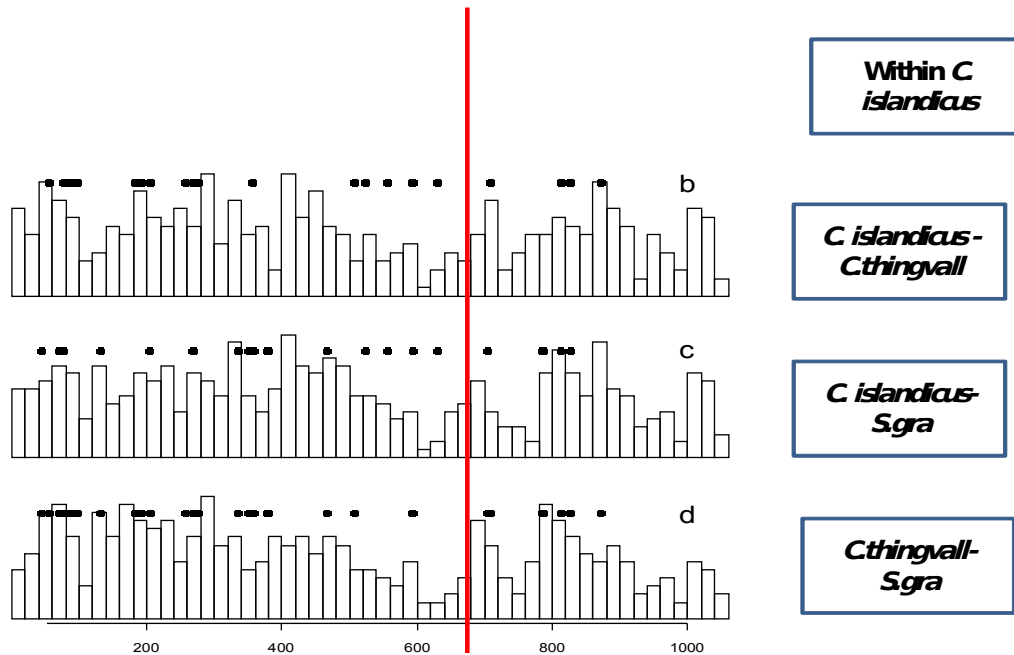 Within C.
islandicus
b
C. islandicus -
C.thingvall
c
C. islandicus-
S.gra
d
C.thingvall-
S.gra
200 400 600 800 1000